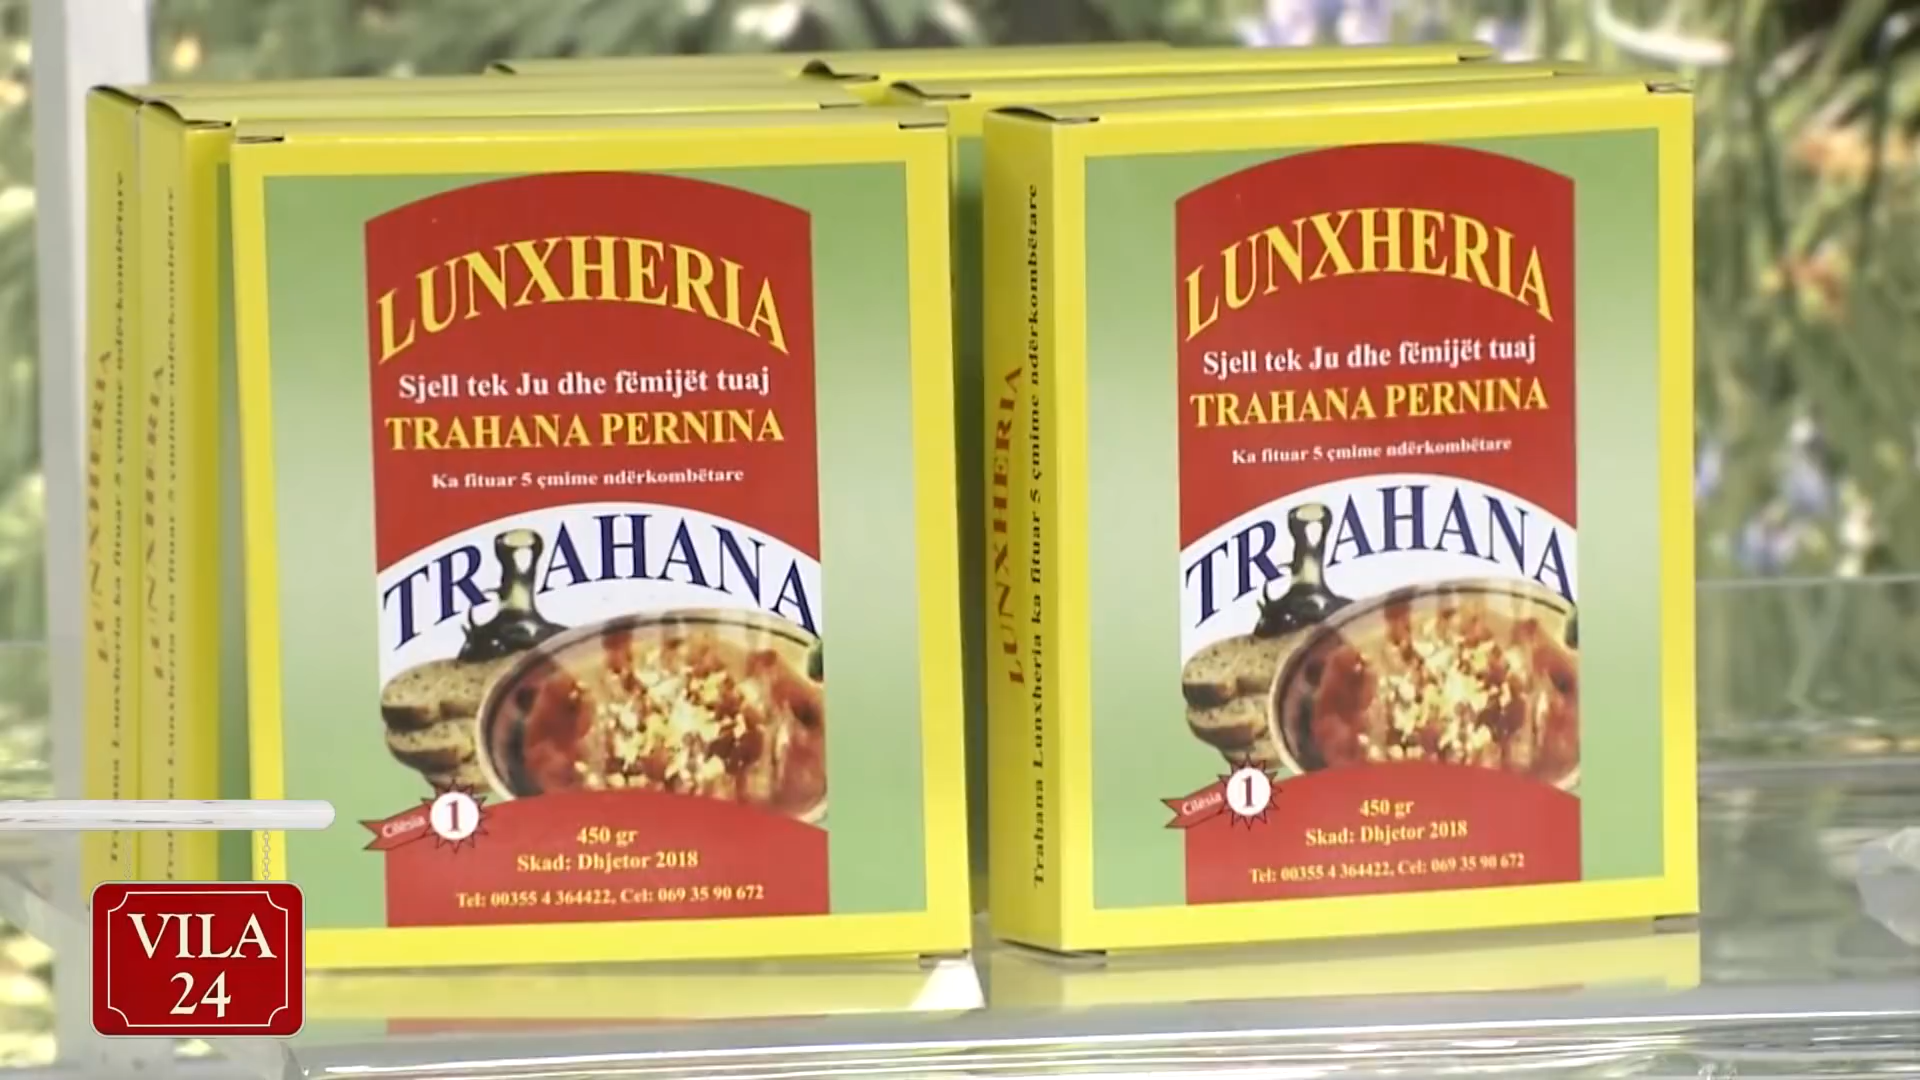 LUNXHERIA
Sjell tek Ju dhe fëmijët tuaj
TRAHANA PERNINA
Ka fituar 5 çmime ndërkombëtare
TRAHANA
Cilësia 1
450 gr
Skad: Dhjetor 2018
Tel: 00355 4 364422, Cel: 069 35 90 672
LUNXHERIA
Trahana Lunxheria ka fituar 5 çmime ndërkombëtare
LUNXHERIA
Sjell tek Ju dhe fëmijët tuaj
TRAHANA PERNINA
Ka fituar 5 çmime ndërkombëtare
TRAHANA
Cilësia 1
450 gr
Skad: Dhjetor 2018
Tel: 00355 4 364422, Cel: 069 35 90 672
VILA
24